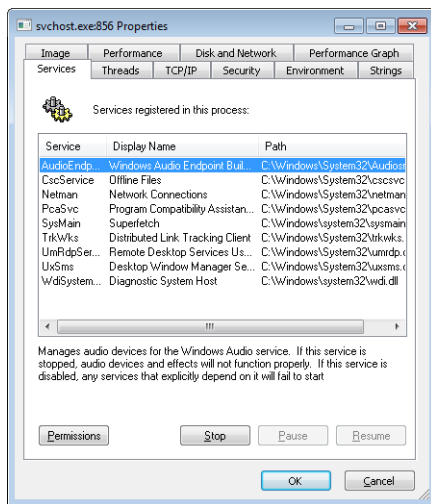 svchost.exe:856 Properties
Image Performance Disk and Network Performance Graph
Services Threads TCP/IP Security Environment Strings
Services registered in this process:
Service Display Name Path
AudioEndp... Windows Audio Endpoint Buil... C:\Windows\System32\Audiosr
CscService Offline Files C:\Windows\System32\cscsvc
Netman Network Connections C:\Windows\System32\netman
PcaSvc Program Compatibility Assistan... C:\Windows\System32\pcasvc
SysMain Superfetch C:\Windows\system32\sysmain
TrkWks Distributed Link Tracking Client C:\Windows\System32\trkwks.
UmRdpSer... Remote Desktop Services Us... C:\Windows\System32\umrdp.c
UxSms Desktop Window Manager Se... C:\Windows\System32\uxsms.c
WdiSystem... Diagnostic System Host C:\Windows\system32\wdi.dll
Manages audio devices for the Windows Audio service. If this service is
stopped, audio devices and effects will not function properly. If this service is
disabled, any services that explicitly depend on it will fail to start
Permissions Stop Pause Resume
OK Cancel